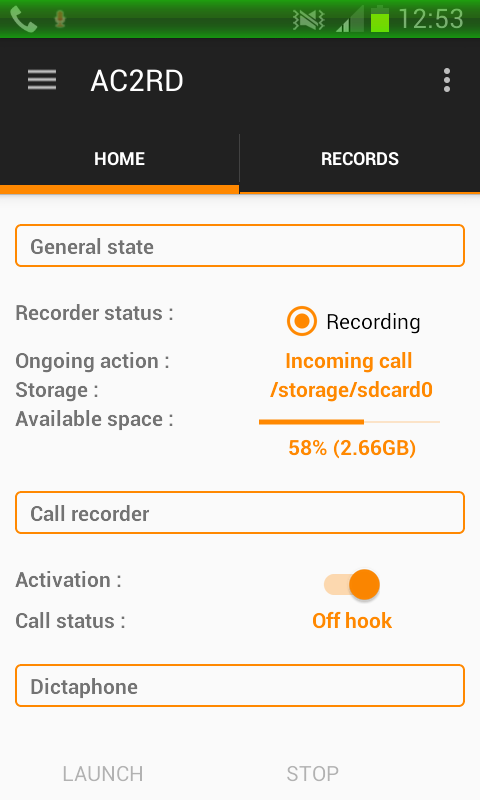 12:53
AC2RD
HOME RECORDS
General state
Recorder status : Recording
Ongoing action : Incoming call
Storage : /storage/sdcard0
Available space :
58% (2.66GB)
Call recorder
Activation :
Call status : Off hook
Dictaphone
LAUNCH STOP